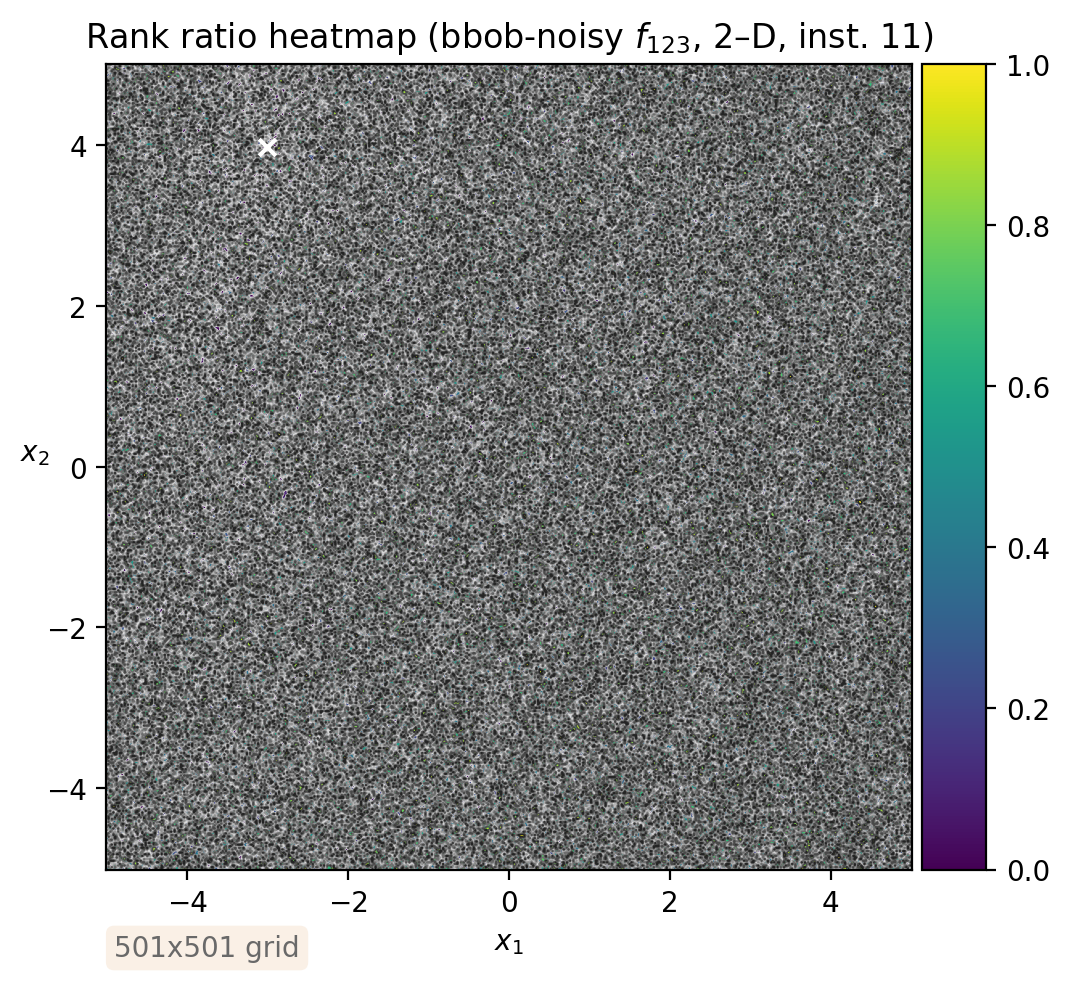 Rank ratio heatmap (bbob-noisy f₁₂₃, 2–D, inst. 11)
1.0
0.8
0.6
0.4
0.2
0.0
4
2
0
−2
−4
x₂
−4 −2 0 2 4
x₁
501x501 grid